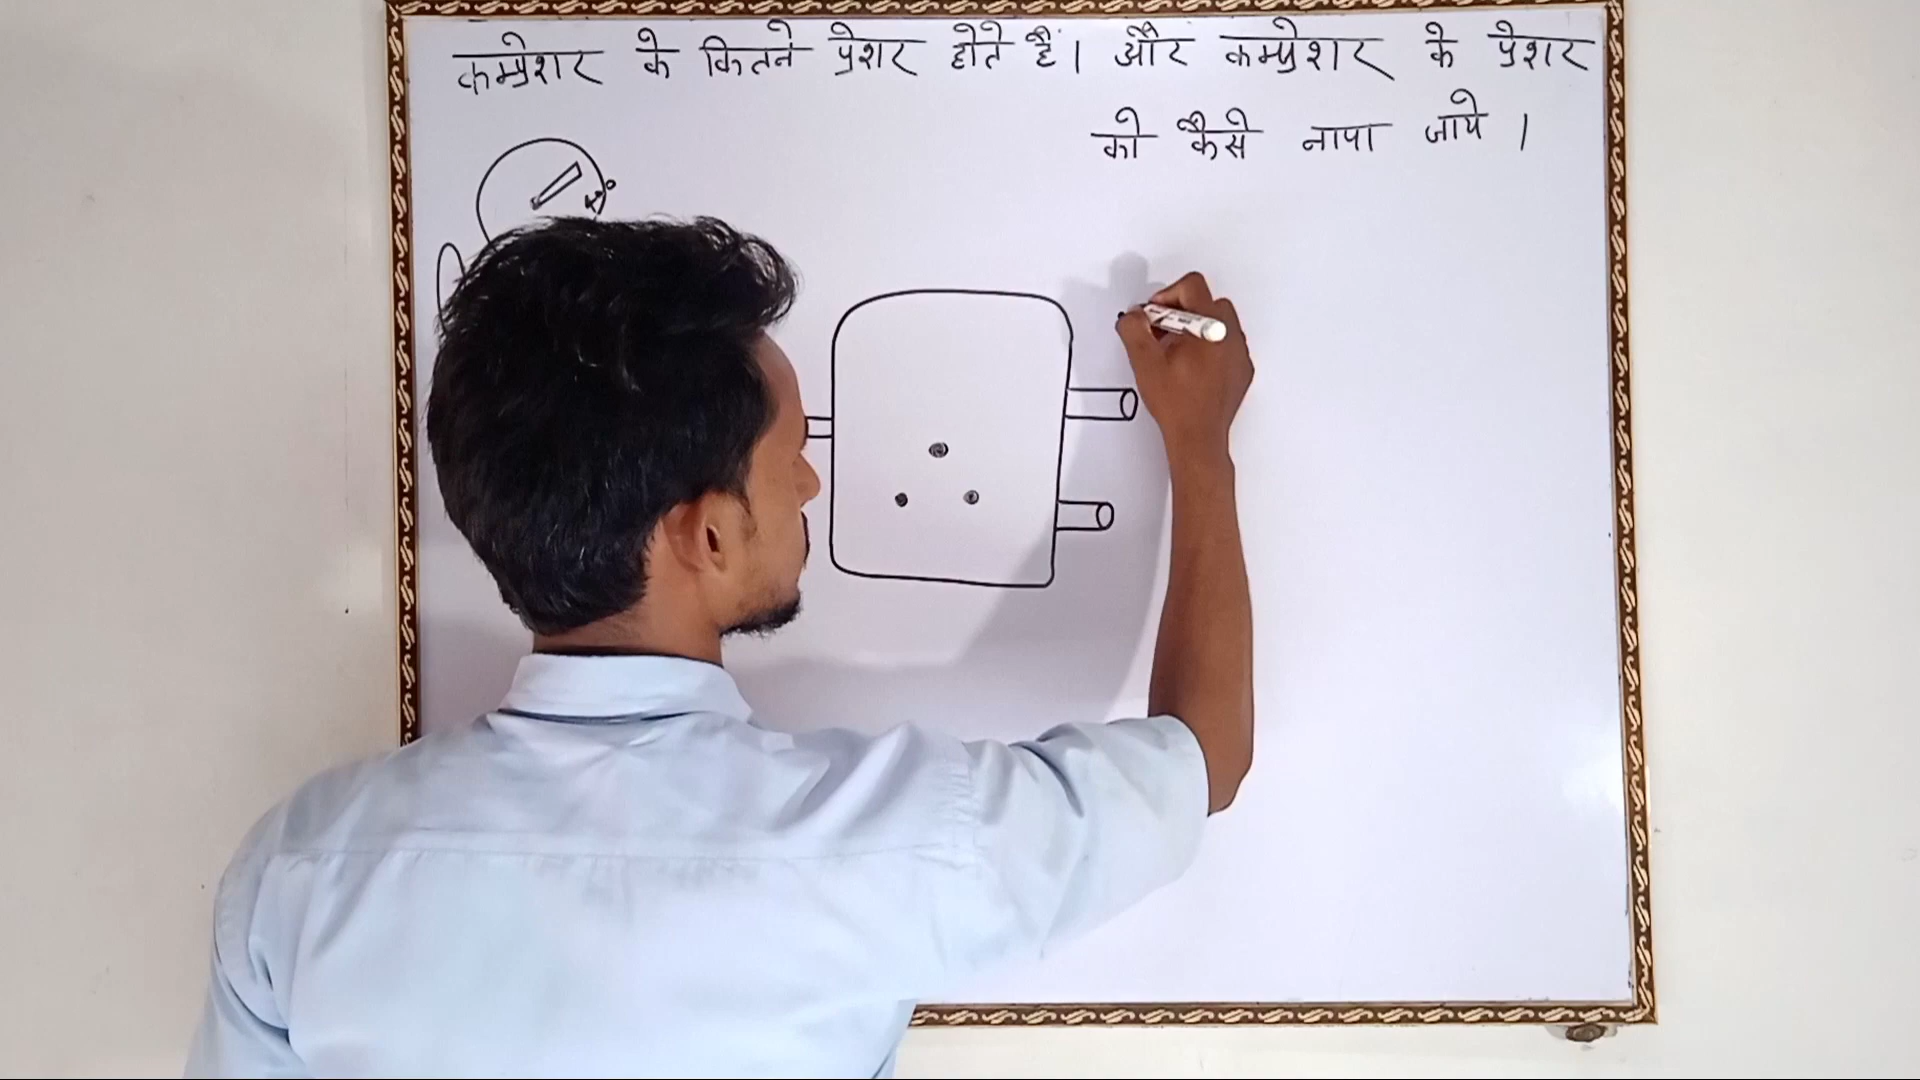 कम्प्रेशर के कितने प्रेशर होते हैं। और कम्प्रेशर के प्रेशर
को कैसे नापा जाये ।